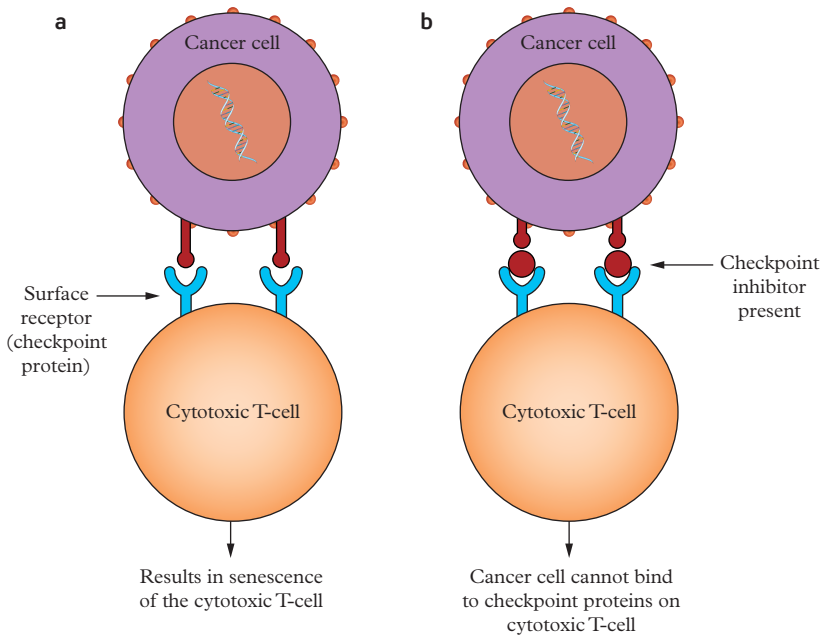 a
Cancer cell
Surface
receptor
(checkpoint
protein)
Cytotoxic T-cell
Results in senescence
of the cytotoxic T-cell
b
Cancer cell
Checkpoint
inhibitor
present
Cytotoxic T-cell
Cancer cell cannot bind
to checkpoint proteins on
cytotoxic T-cell